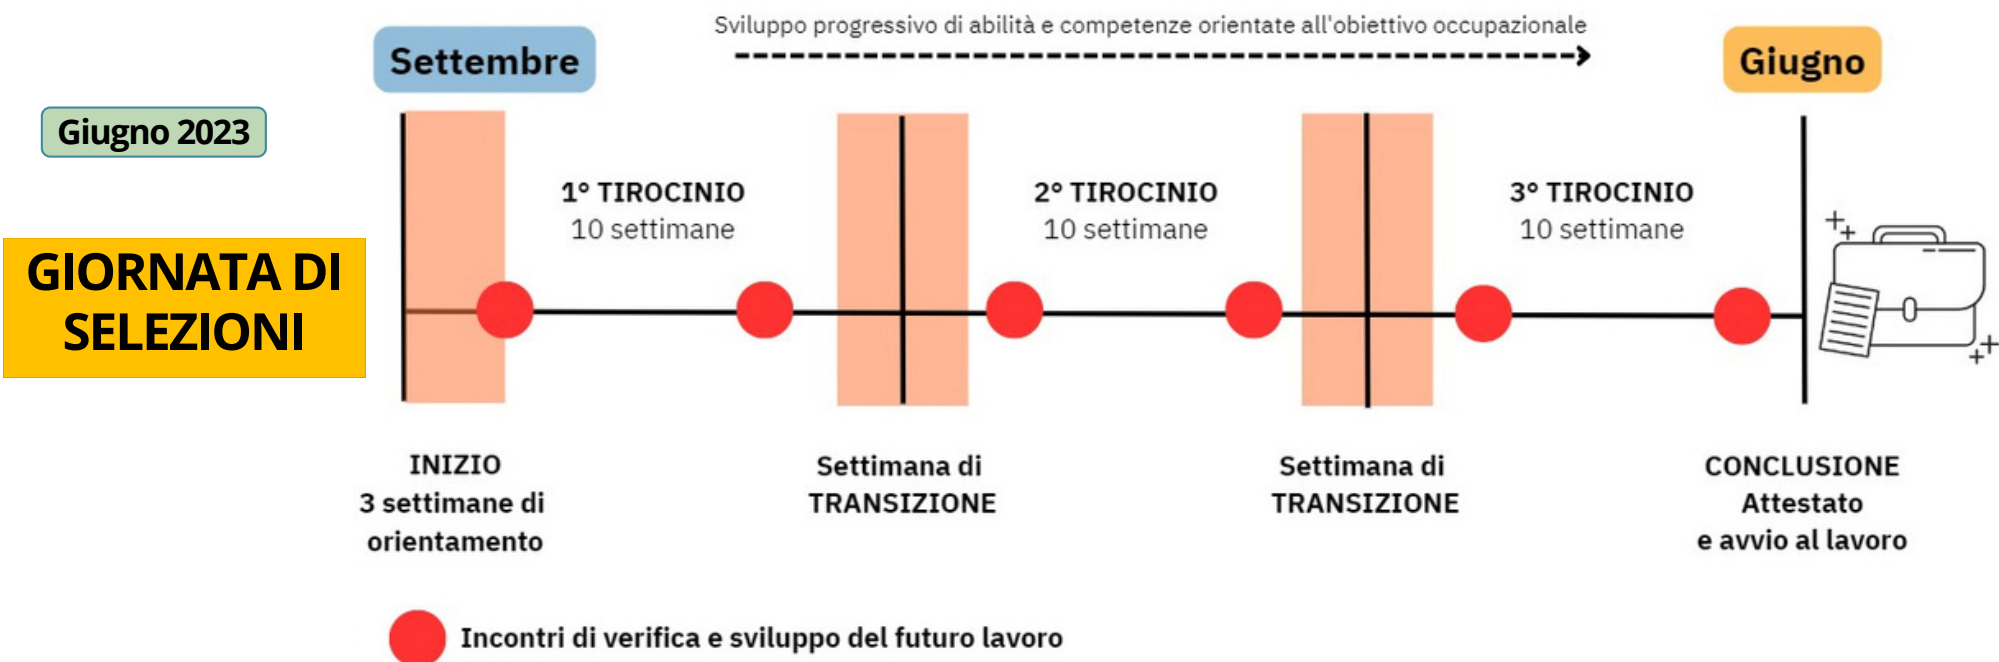 Sviluppo progressivo di abilità e competenze orientate all'obiettivo occupazionale
Settembre
Giugno
Giugno 2023
GIORNATA DI
SELEZIONI
1° TIROCINIO
10 settimane
2° TIROCINIO
10 settimane
3° TIROCINIO
10 settimane
INIZIO
3 settimane di
orientamento
Settimana di
TRANSIZIONE
Settimana di
TRANSIZIONE
CONCLUSIONE
Attestato
e avvio al lavoro
Incontri di verifica e sviluppo del futuro lavoro